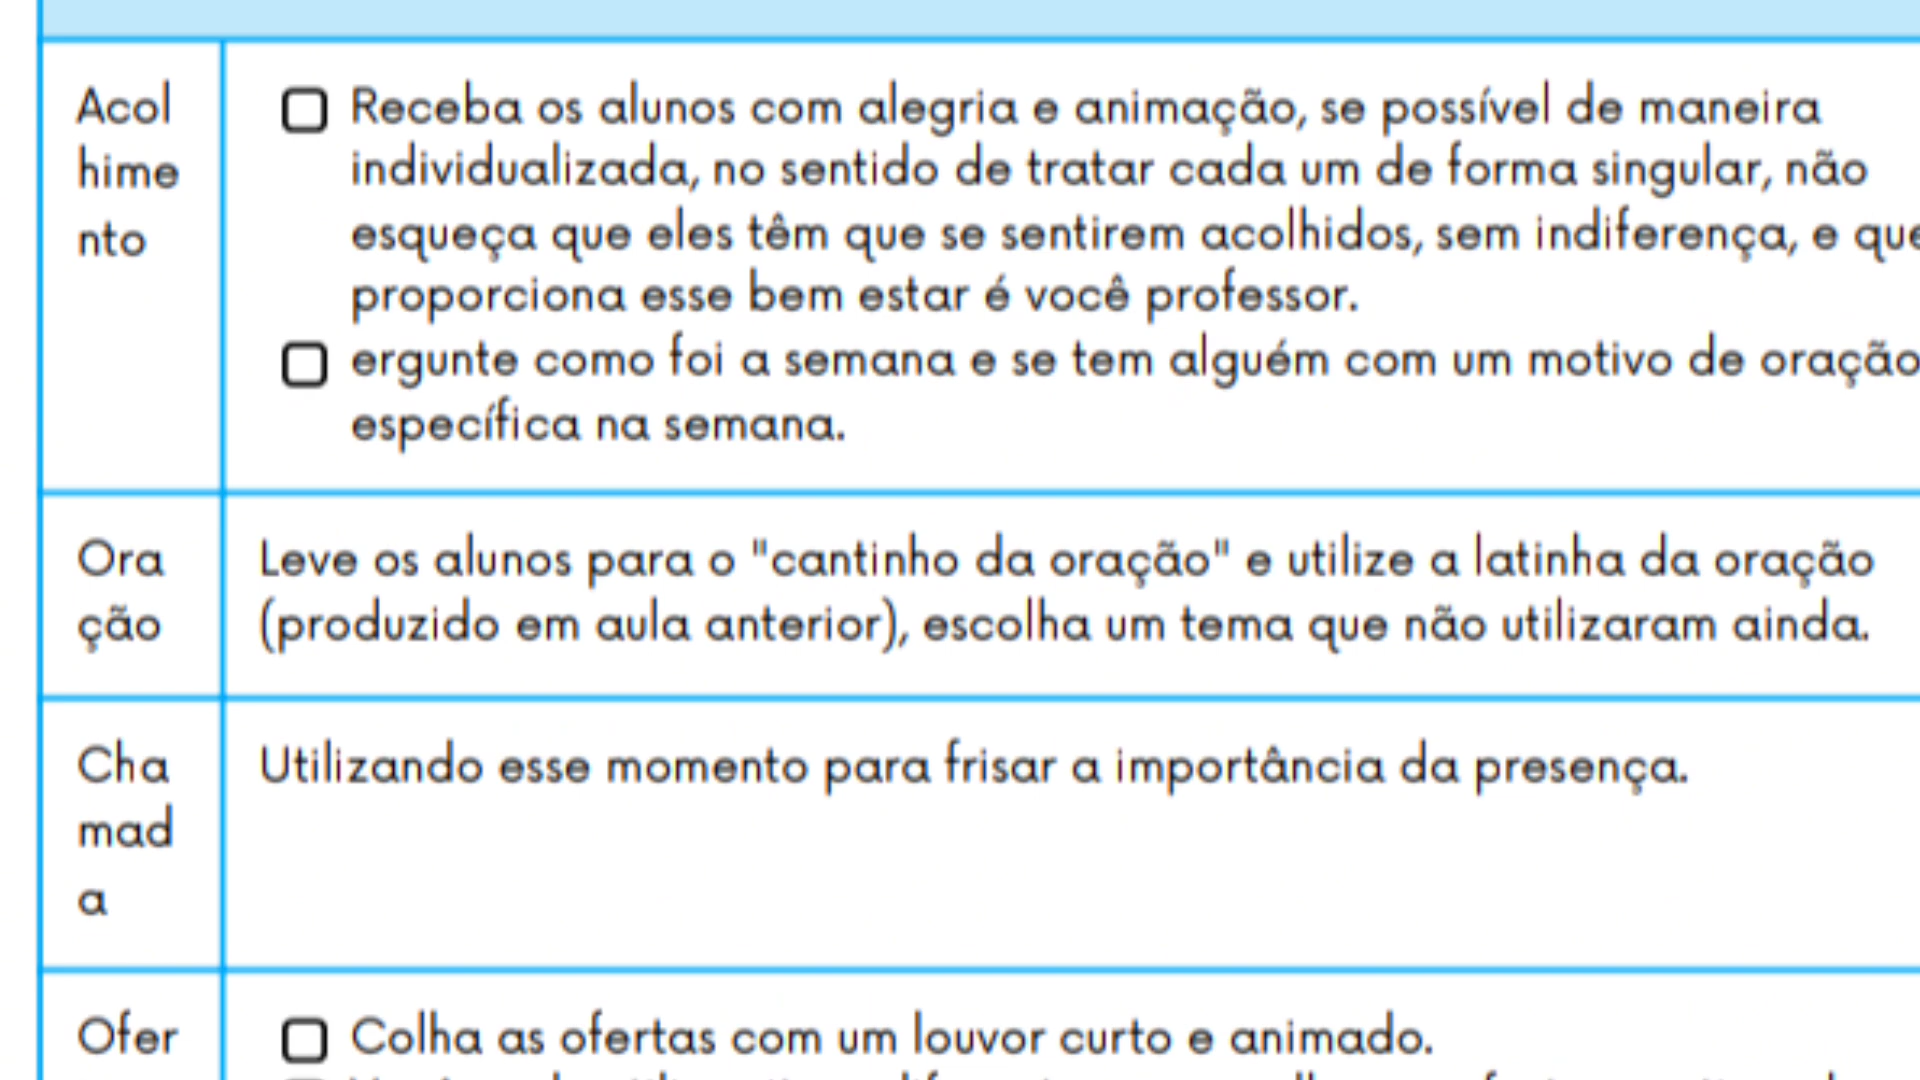 Acol
hime
nto
Receba os alunos com alegria e animação, se possível de maneira
individualizada, no sentido de tratar cada um de forma singular, não
esqueça que eles têm que se sentirem acolhidos, sem indiferença, e que
proporciona esse bem estar é você professor.
ergunte como foi a semana e se tem alguém com um motivo de oração
específica na semana.
Ora
ção
Leve os alunos para o "cantinho da oração" e utilize a latinha da oração
(produzido em aula anterior), escolha um tema que não utilizaram ainda.
Cha
mad
a
Utilizando esse momento para frisar a importância da presença.
Ofer
Colha as ofertas com um louvor curto e animado.